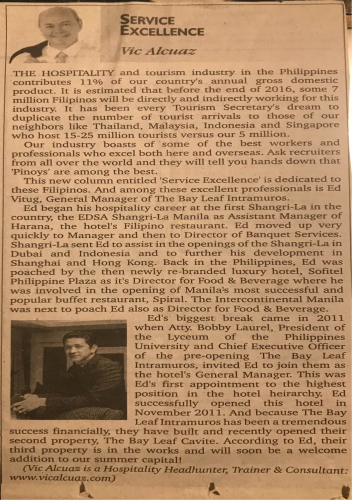 SERVICE
EXCELLENCE
Vic Alcuaz
THE HOSPITALITY and tourism industry in the Philippines
contributes 11% of our country's annual gross domestic
product. It is estimated that before the end of 2016, some 7
million Filipinos will be directly and indirectly working for this
industry. It has been every Tourism Secretary's dream to
duplicate the number of tourist arrivals to those of our
neighbors like Thailand, Malaysia, Indonesia and Singapore
who host 15-25 million tourists versus our 5 million.
Our industry boasts of some of the best workers and
professionals who excel both here and overseas. Ask recruiters
from all over the world and they will tell you hands down that
'Pinoys' are among the best.
This new column entitled 'Service Excellence' is dedicated to
these Filipinos. And among these excellent professionals is Ed
Vitug, General Manager of The Bay Leaf Intramuros.
Ed began his hospitality career at the first Shangri-La in the
country, the EDSA Shangri-La Manila as Assistant Manager of
Harana, the hotel's Filipino restaurant. Ed moved up very
quickly to Manager and then to Director of Banquet Services.
Shangri-La sent Ed to assist in the openings of the Shangri-La in
Dubai and Indonesia and to further his development in
Shanghai and Hong Kong. Back in the Philippines, Ed was
poached by the then newly re-branded luxury hotel, Sofitel
Philippine Plaza as it's Director for Food & Beverage where he
was involved in the opening of Manila's most successful and
popular buffet restaurant, Spiral. The Intercontinental Manila
was next to poach Ed also as Director for Food & Beverage.
Ed's biggest break came in 2011
when Atty. Bobby Laurel, President of
the Lyceum of the Philippines
University and Chief Executive Officer
of the pre-opening The Bay Leaf
Intramuros, invited Ed to join them as
the hotel's General Manager. This was
Ed's first appointment to the highest
position in the hotel heirarchy. Ed
successfully opened this hotel in
November 2011. And because The Bay
Leaf Intramuros has been a tremendous
success financially, they have built and recently opened their
second property, The Bay Leaf Cavite. According to Ed, their
third property is in the works and will soon be a welcome
addition to our summer capital!
(Vic Alcuaz is a Hospitality Headhunter, Trainer & Consultant:
www.vicalcuaz.com)